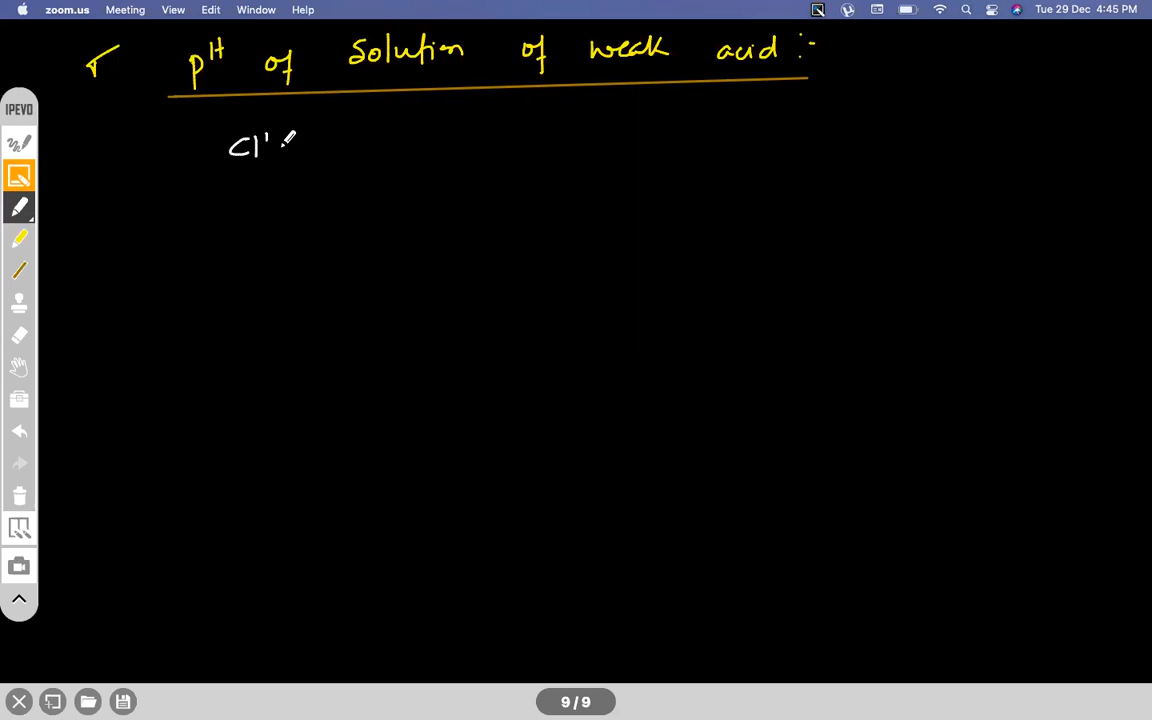 zoom.us Meeting View Edit Window Help Tue 29 Dec 4:45 PM
pH of solution of weak acid :-
IPEVO
9 / 9